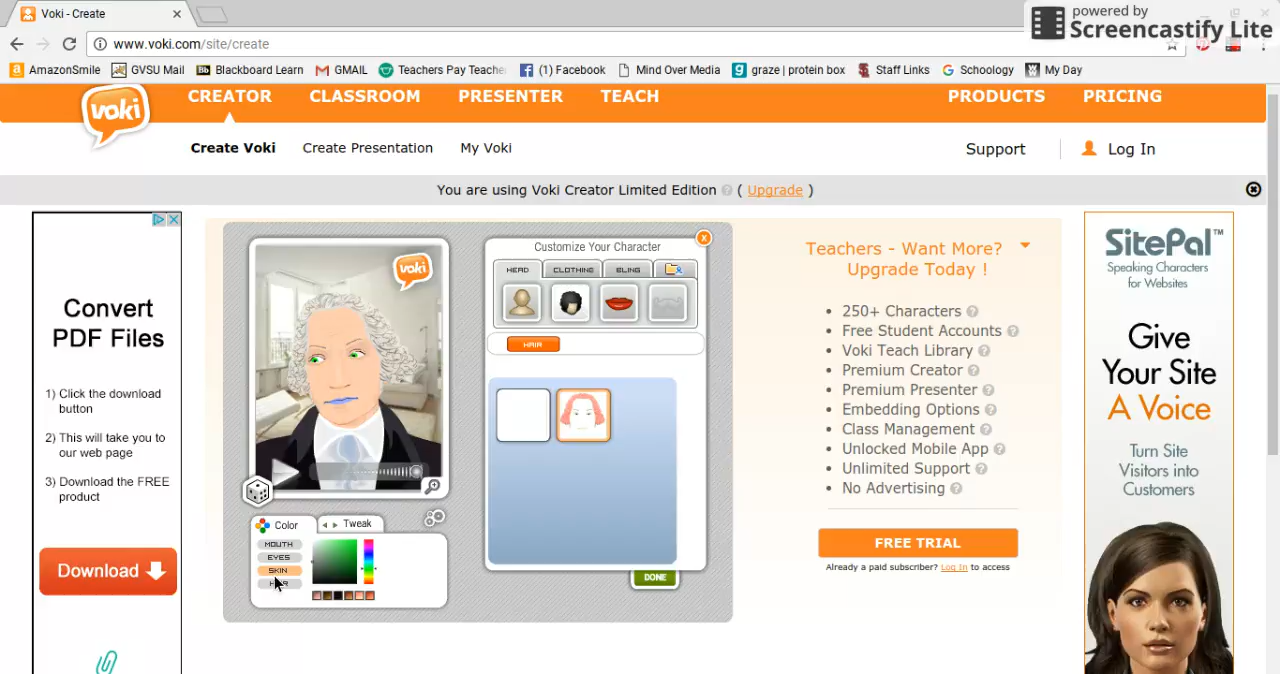 Voki - Create
powered by
Screencastify Lite
www.voki.com/site/create
AmazonSmile
GVSU Mail
Bb Blackboard Learn
GMAIL
Teachers Pay Teache
(1) Facebook
Mind Over Media
graze | protein box
Staff Links
Schoology
My Day
voki
CREATOR
CLASSROOM
PRESENTER
TEACH
PRODUCTS
PRICING
Create Voki
Create Presentation
My Voki
Support
Log In
You are using Voki Creator Limited Edition ? ( Upgrade )
Convert
PDF Files
1) Click the download
button
2) This will take you to
our web page
3) Download the FREE
product
Download
voki
Color
Tweak
MOUTH
EYES
SKIN
Customize Your Character
HEAD
CLOTHING
BLING
HAIR
DONE
Teachers - Want More?
Upgrade Today !
250+ Characters ?
Free Student Accounts ?
Voki Teach Library ?
Premium Creator ?
Premium Presenter ?
Embedding Options ?
Class Management ?
Unlocked Mobile App ?
Unlimited Support ?
No Advertising ?
FREE TRIAL
Already a paid subscriber? Log In to access
SitePal™
Speaking Characters
for Websites
Give
Your Site
A Voice
Turn Site
Visitors into
Customers